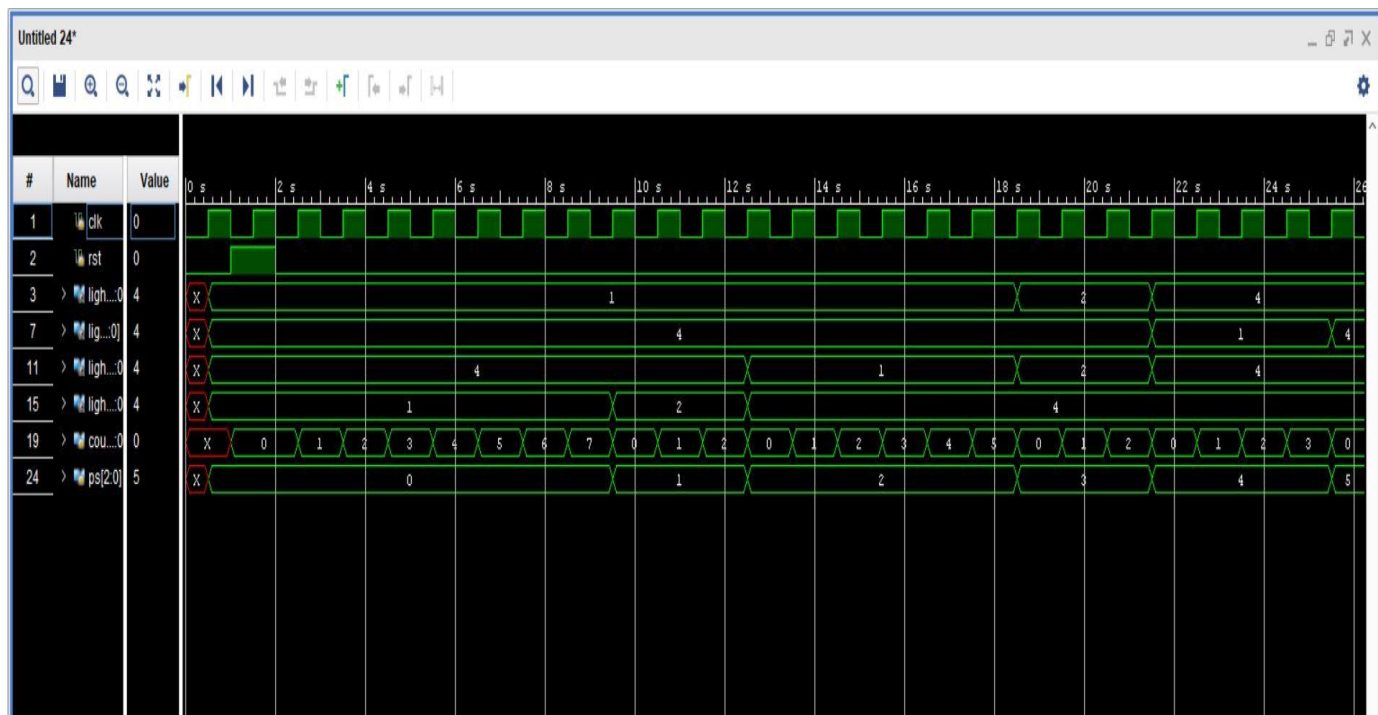 Untitled 24*
# Name Value 0 s 2 s 4 s 6 s 8 s 10 s 12 s 14 s 16 s 18 s 20 s 22 s 24 s 26
1 clk 0
2 rst 0
3 ligh...:0 4 X 1 2 4
7 lig...:0] 4 X 4 1 4
11 ligh...:0 4 X 4 1 2 4
15 ligh...:0 4 X 1 2 4
19 cou...:0 0 X 0 1 2 3 4 5 6 7 0 1 2 0 1 2 3 4 5 0 1 2 0 1 2 3 0
24 ps[2:0] 5 X 0 1 2 3 4 5